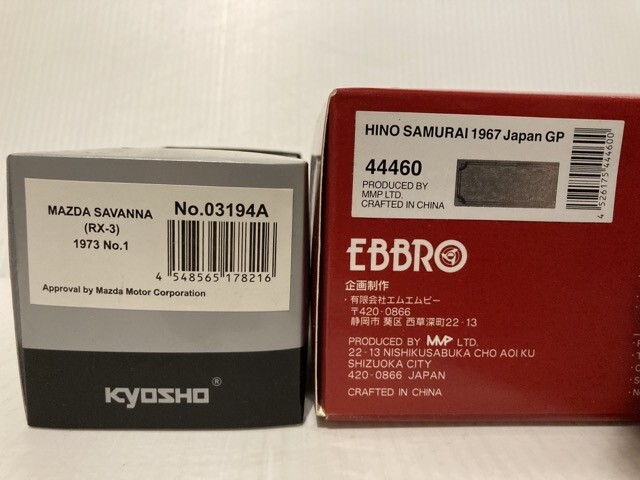 MAZDA SAVANNA
(RX-3)
1973 No.1
No.03194A
4 548565 178216
Approval by Mazda Motor Corporation
KYOSHO®
HINO SAMURAI 1967 Japan GP
44460
PRODUCED BY
MMP LTD.
CRAFTED IN CHINA
4 526175 444600
EBBRO
企画制作
・有限会社エムエムピー
〒420-0866
静岡市 葵区 西草深町22-13
PRODUCED BY MMP LTD.
22-13 NISHIKUSABUKA CHO AOI KU
SHIZUOKA CITY
420-0866 JAPAN
CRAFTED IN CHINA